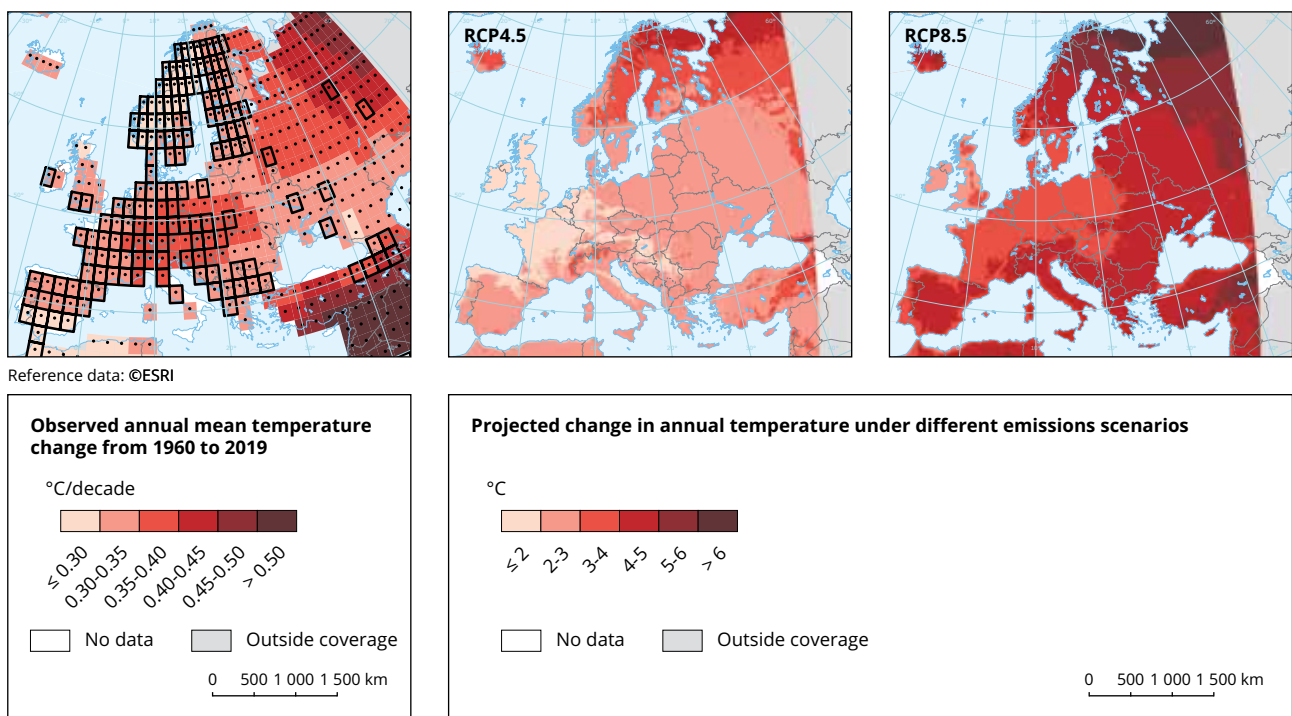 RCP4.5
RCP8.5
Reference data: ©ESRI
Observed annual mean temperature
change from 1960 to 2019
°C/decade
≤ 0.30
0.30-0.35
0.35-0.40
0.40-0.45
0.45-0.50
> 0.50
No data
Outside coverage
0 500 1 000 1 500 km
Projected change in annual temperature under different emissions scenarios
°C
≤ 2
2-3
3-4
4-5
5-6
> 6
No data
Outside coverage
0 500 1 000 1 500 km